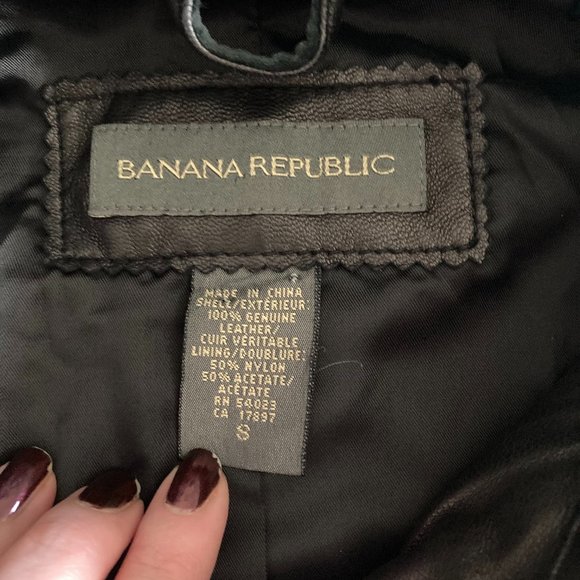 BANANA REPUBLIC
MADE IN CHINA
SHELL/EXTÉRIEUR:
100% GENUINE
LEATHER/
CUIR VÉRITABLE
LINING/DOUBLURE:
50% NYLON
50% ACETATE/
ACÉTATE
RN 54023
CA 17897
S